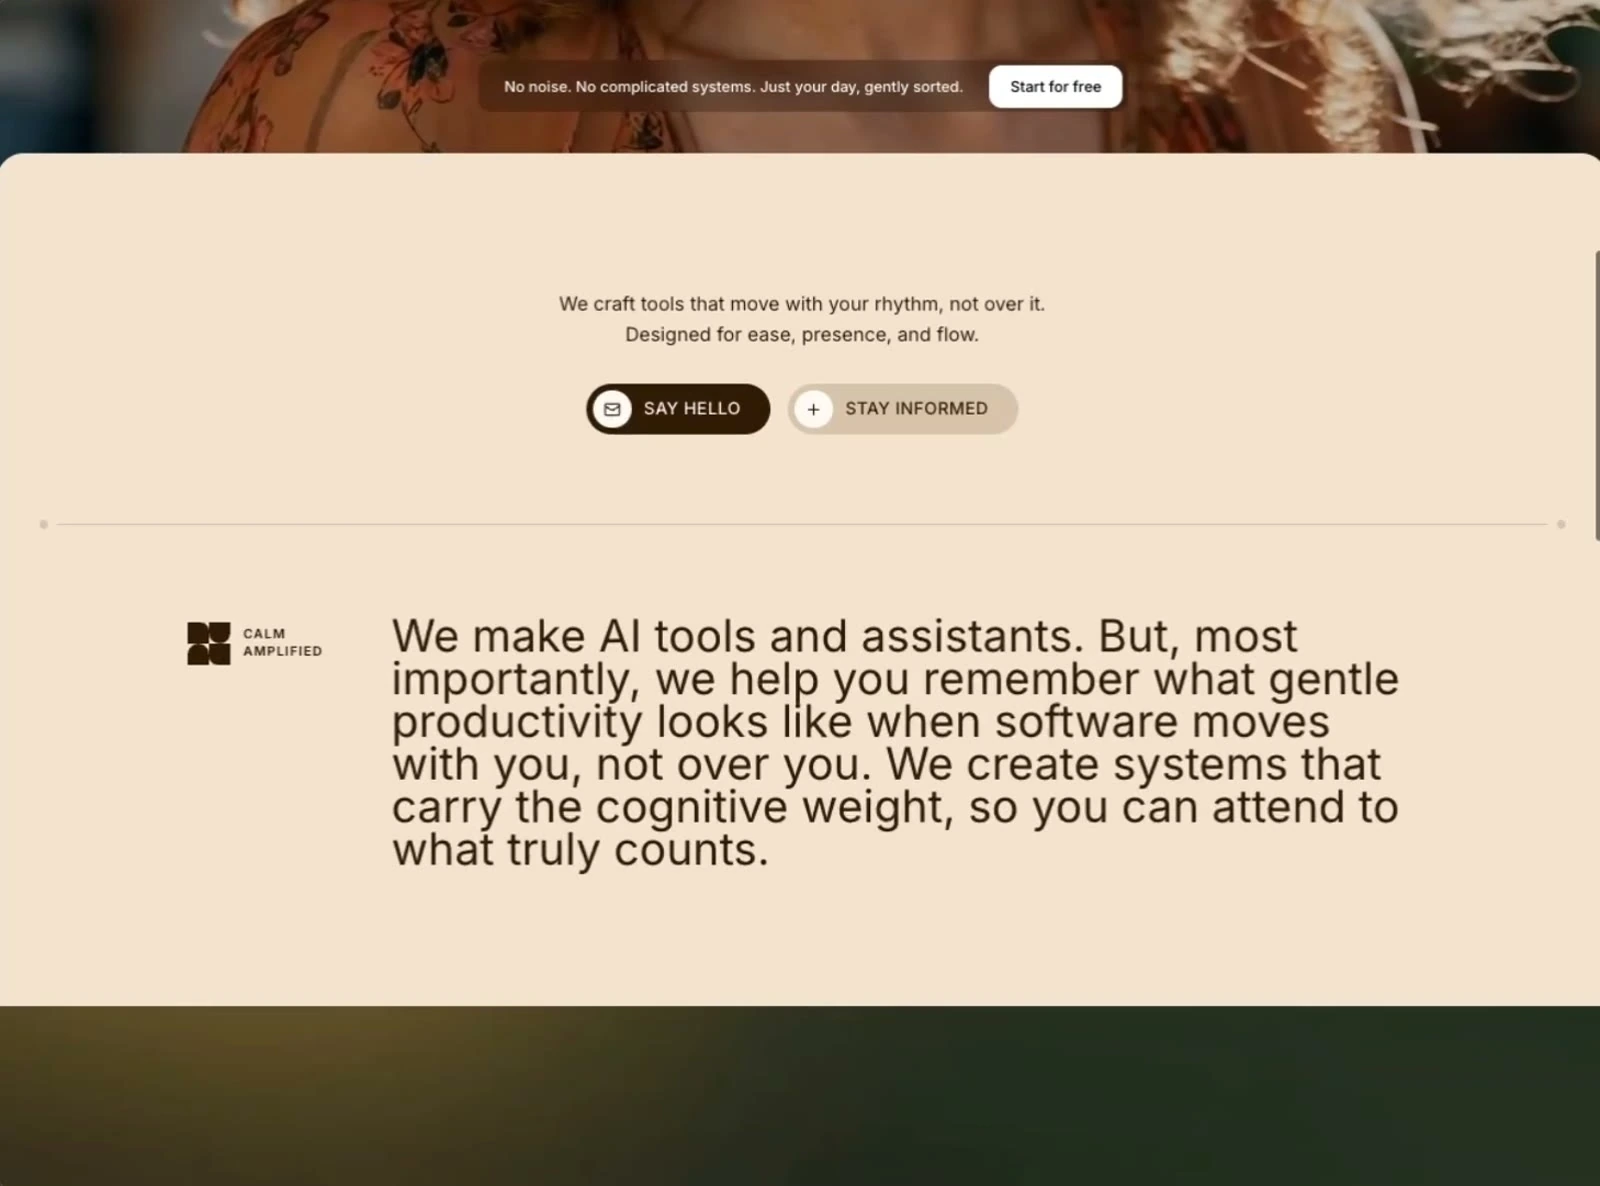 No noise. No complicated systems. Just your day, gently sorted.
Start for free
We craft tools that move with your rhythm, not over it.
Designed for ease, presence, and flow.
SAY HELLO
STAY INFORMED
CALM
AMPLIFIED
We make AI tools and assistants. But, most
importantly, we help you remember what gentle
productivity looks like when software moves
with you, not over you. We create systems that
carry the cognitive weight, so you can attend to
what truly counts.